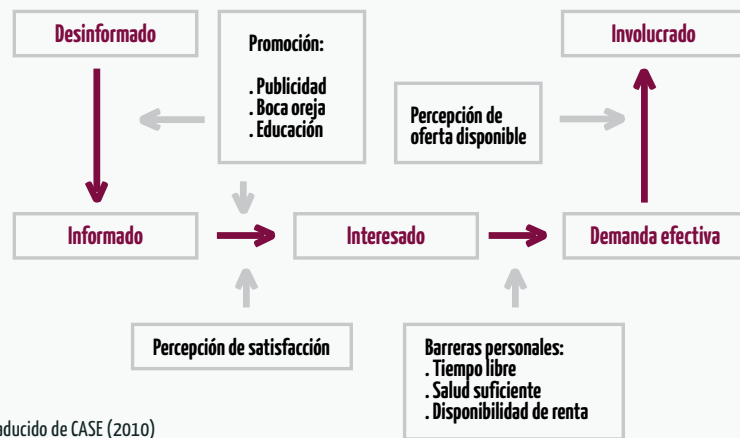 Desinformado
Promoción:
. Publicidad
. Boca oreja
. Educación
Involucrado
Percepción de
oferta disponible
Informado
Interesado
Demanda efectiva
Percepción de satisfacción
Barreras personales:
. Tiempo libre
. Salud suficiente
. Disponibilidad de renta
de CASE (2010)